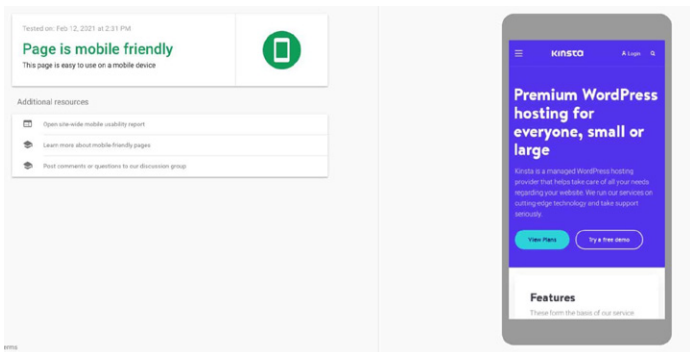 Tested on: Feb 12, 2021 at 2:31 PM
Page is mobile friendly
This page is easy to use on a mobile device
Additional resources
Open site-wide mobile usability report
Learn more about mobile-friendly pages
Post comments or questions to our discussion group
KINSTA
Login
Premium WordPress
hosting for
everyone, small or
large
Kinsta is a managed WordPress hosting
provider that helps take care of all your needs
regarding your website. We run our services on
cutting-edge technology and take support
seriously.
View Plans
Try a free demo
Features
These form the basis of our service